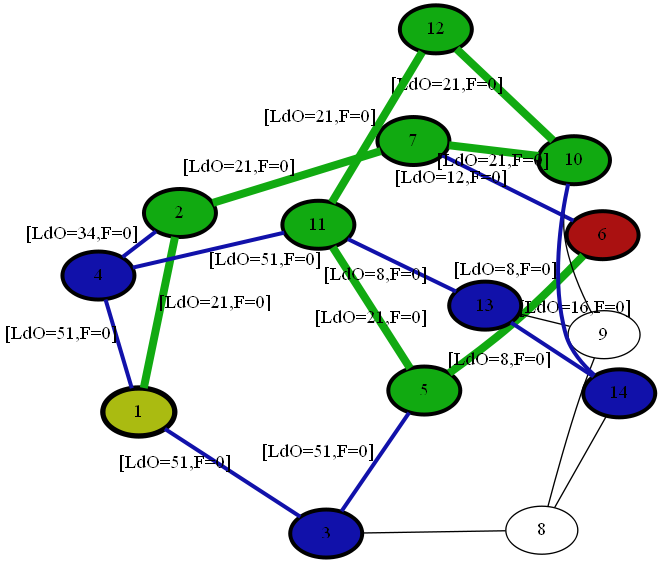 12
[LdO=21,F=0]
[LdO=21,F=0]
7
10
[LdO=21,F=0]
[LdO=21,F=0]
[LdO=12,F=0]
2
11
6
[LdO=34,F=0]
[LdO=51,F=0]
4
[LdO=8,F=0]
[LdO=8,F=0]
[LdO=21,F=0]
13
[LdO=16,F=0]
[LdO=21,F=0]
[LdO=51,F=0]
9
[LdO=8,F=0]
5
14
1
[LdO=51,F=0]
[LdO=51,F=0]
3
8